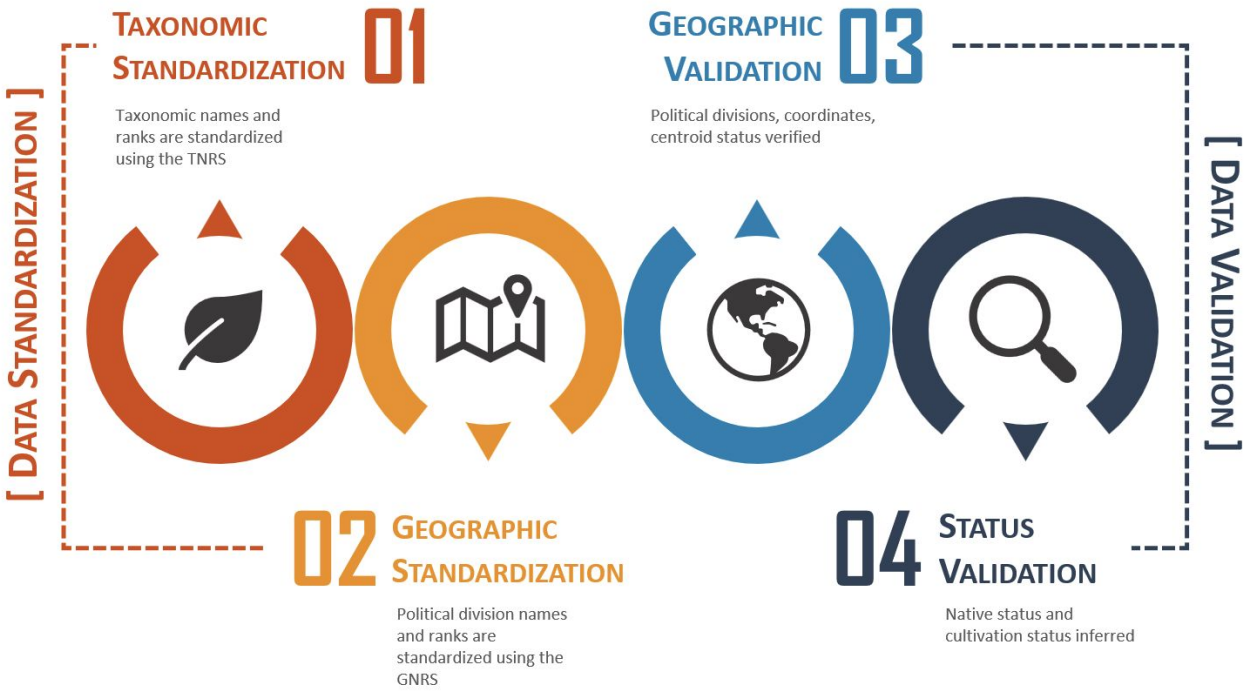 [ DATA STANDARDIZATION ]
TAXONOMIC
STANDARDIZATION
01
Taxonomic names and
ranks are standardized
using the TNRS
02
GEOGRAPHIC
STANDARDIZATION
Political division names
and ranks are
standardized using the
GNRS
GEOGRAPHIC
VALIDATION
03
Political divisions, coordinates,
centroid status verified
04
STATUS
VALIDATION
Native status and
cultivation status inferred
[ DATA VALIDATION ]